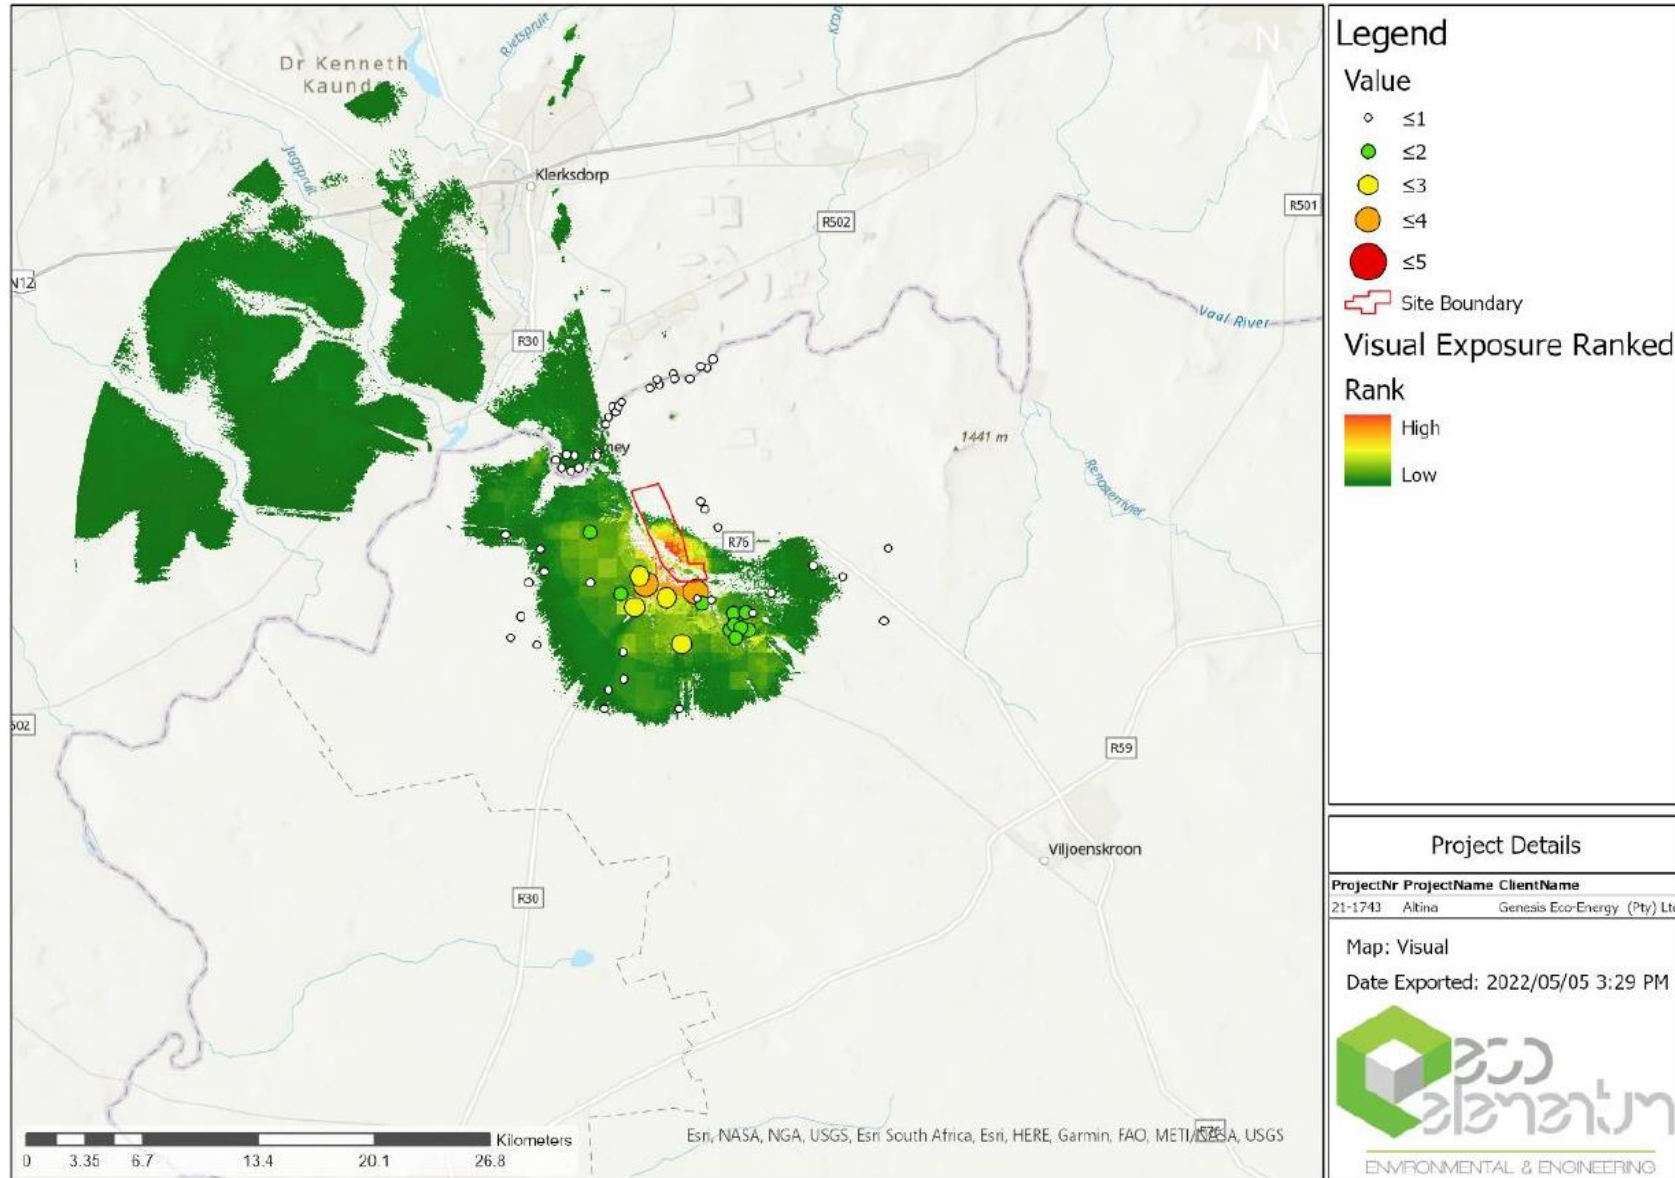 Rietspruit
Dr Kenneth
Jagspruit
Klerksdorp
N
R501
R502
N12
R30
Vaal River
1441 m
R76
R59
Viljoenskroon
R30
Kilometers
0 3.35 6.7 13.4 20.1 26.8
Esri, NASA, NGA, USGS, Esri South Africa, Esri, HERE, Garmin, FAO, METI/NASA, USGS
Legend
Value
≤1
≤2
≤3
≤4
≤5
Site Boundary
Visual Exposure Ranked
Rank
High
Low
Project Details
ProjectNr ProjectName ClientName
21-1743 Altina Genesis Eco-Energy (Pty) Ltd
Map: Visual
Date Exported: 2022/05/05 3:29 PM
eco
elementum
ENVIRONMENTAL & ENGINEERING